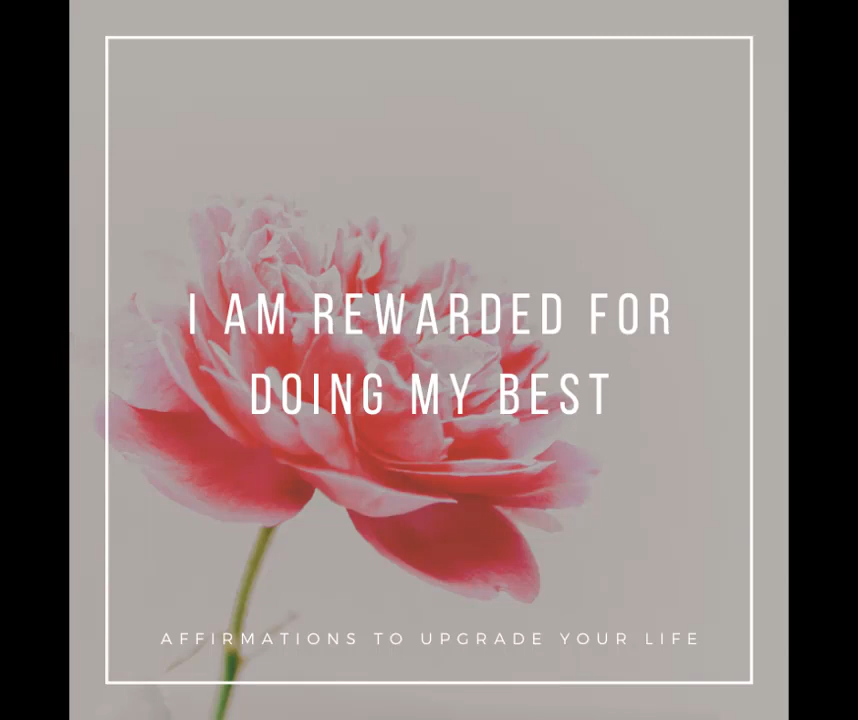 I AM REWARDED FOR
DOING MY BEST
AFFIRMATIONS TO UPGRADE YOUR LIFE